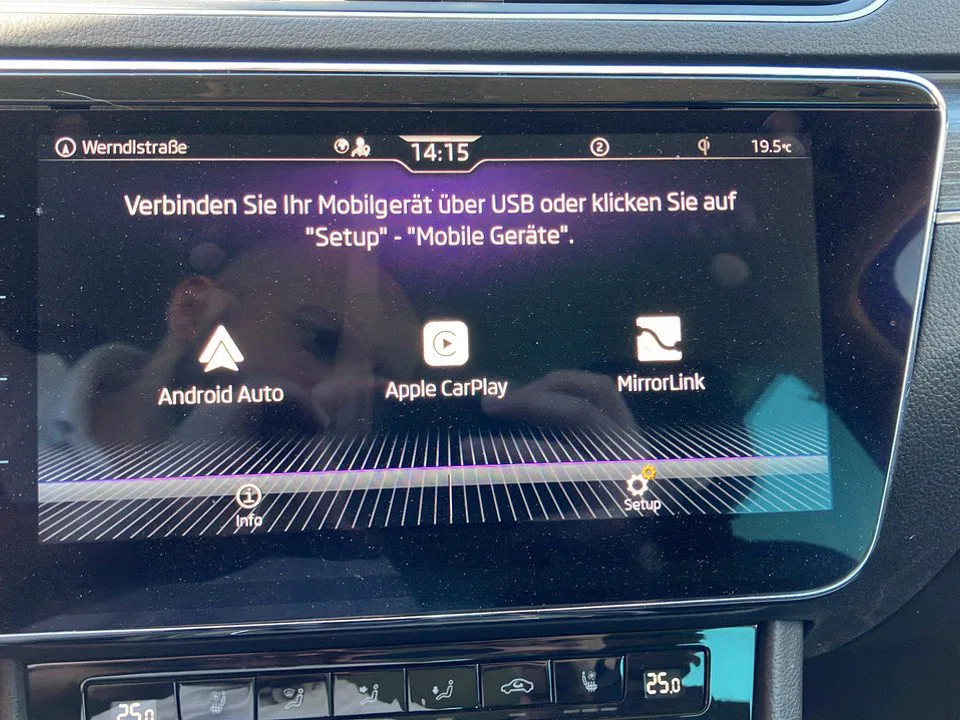 Werndlstraße 14:15 2 19.5°C
Verbinden Sie Ihr Mobilgerät über USB oder klicken Sie auf
"Setup" - "Mobile Geräte".
Android Auto Apple CarPlay MirrorLink
Info Setup
25.0 25.0